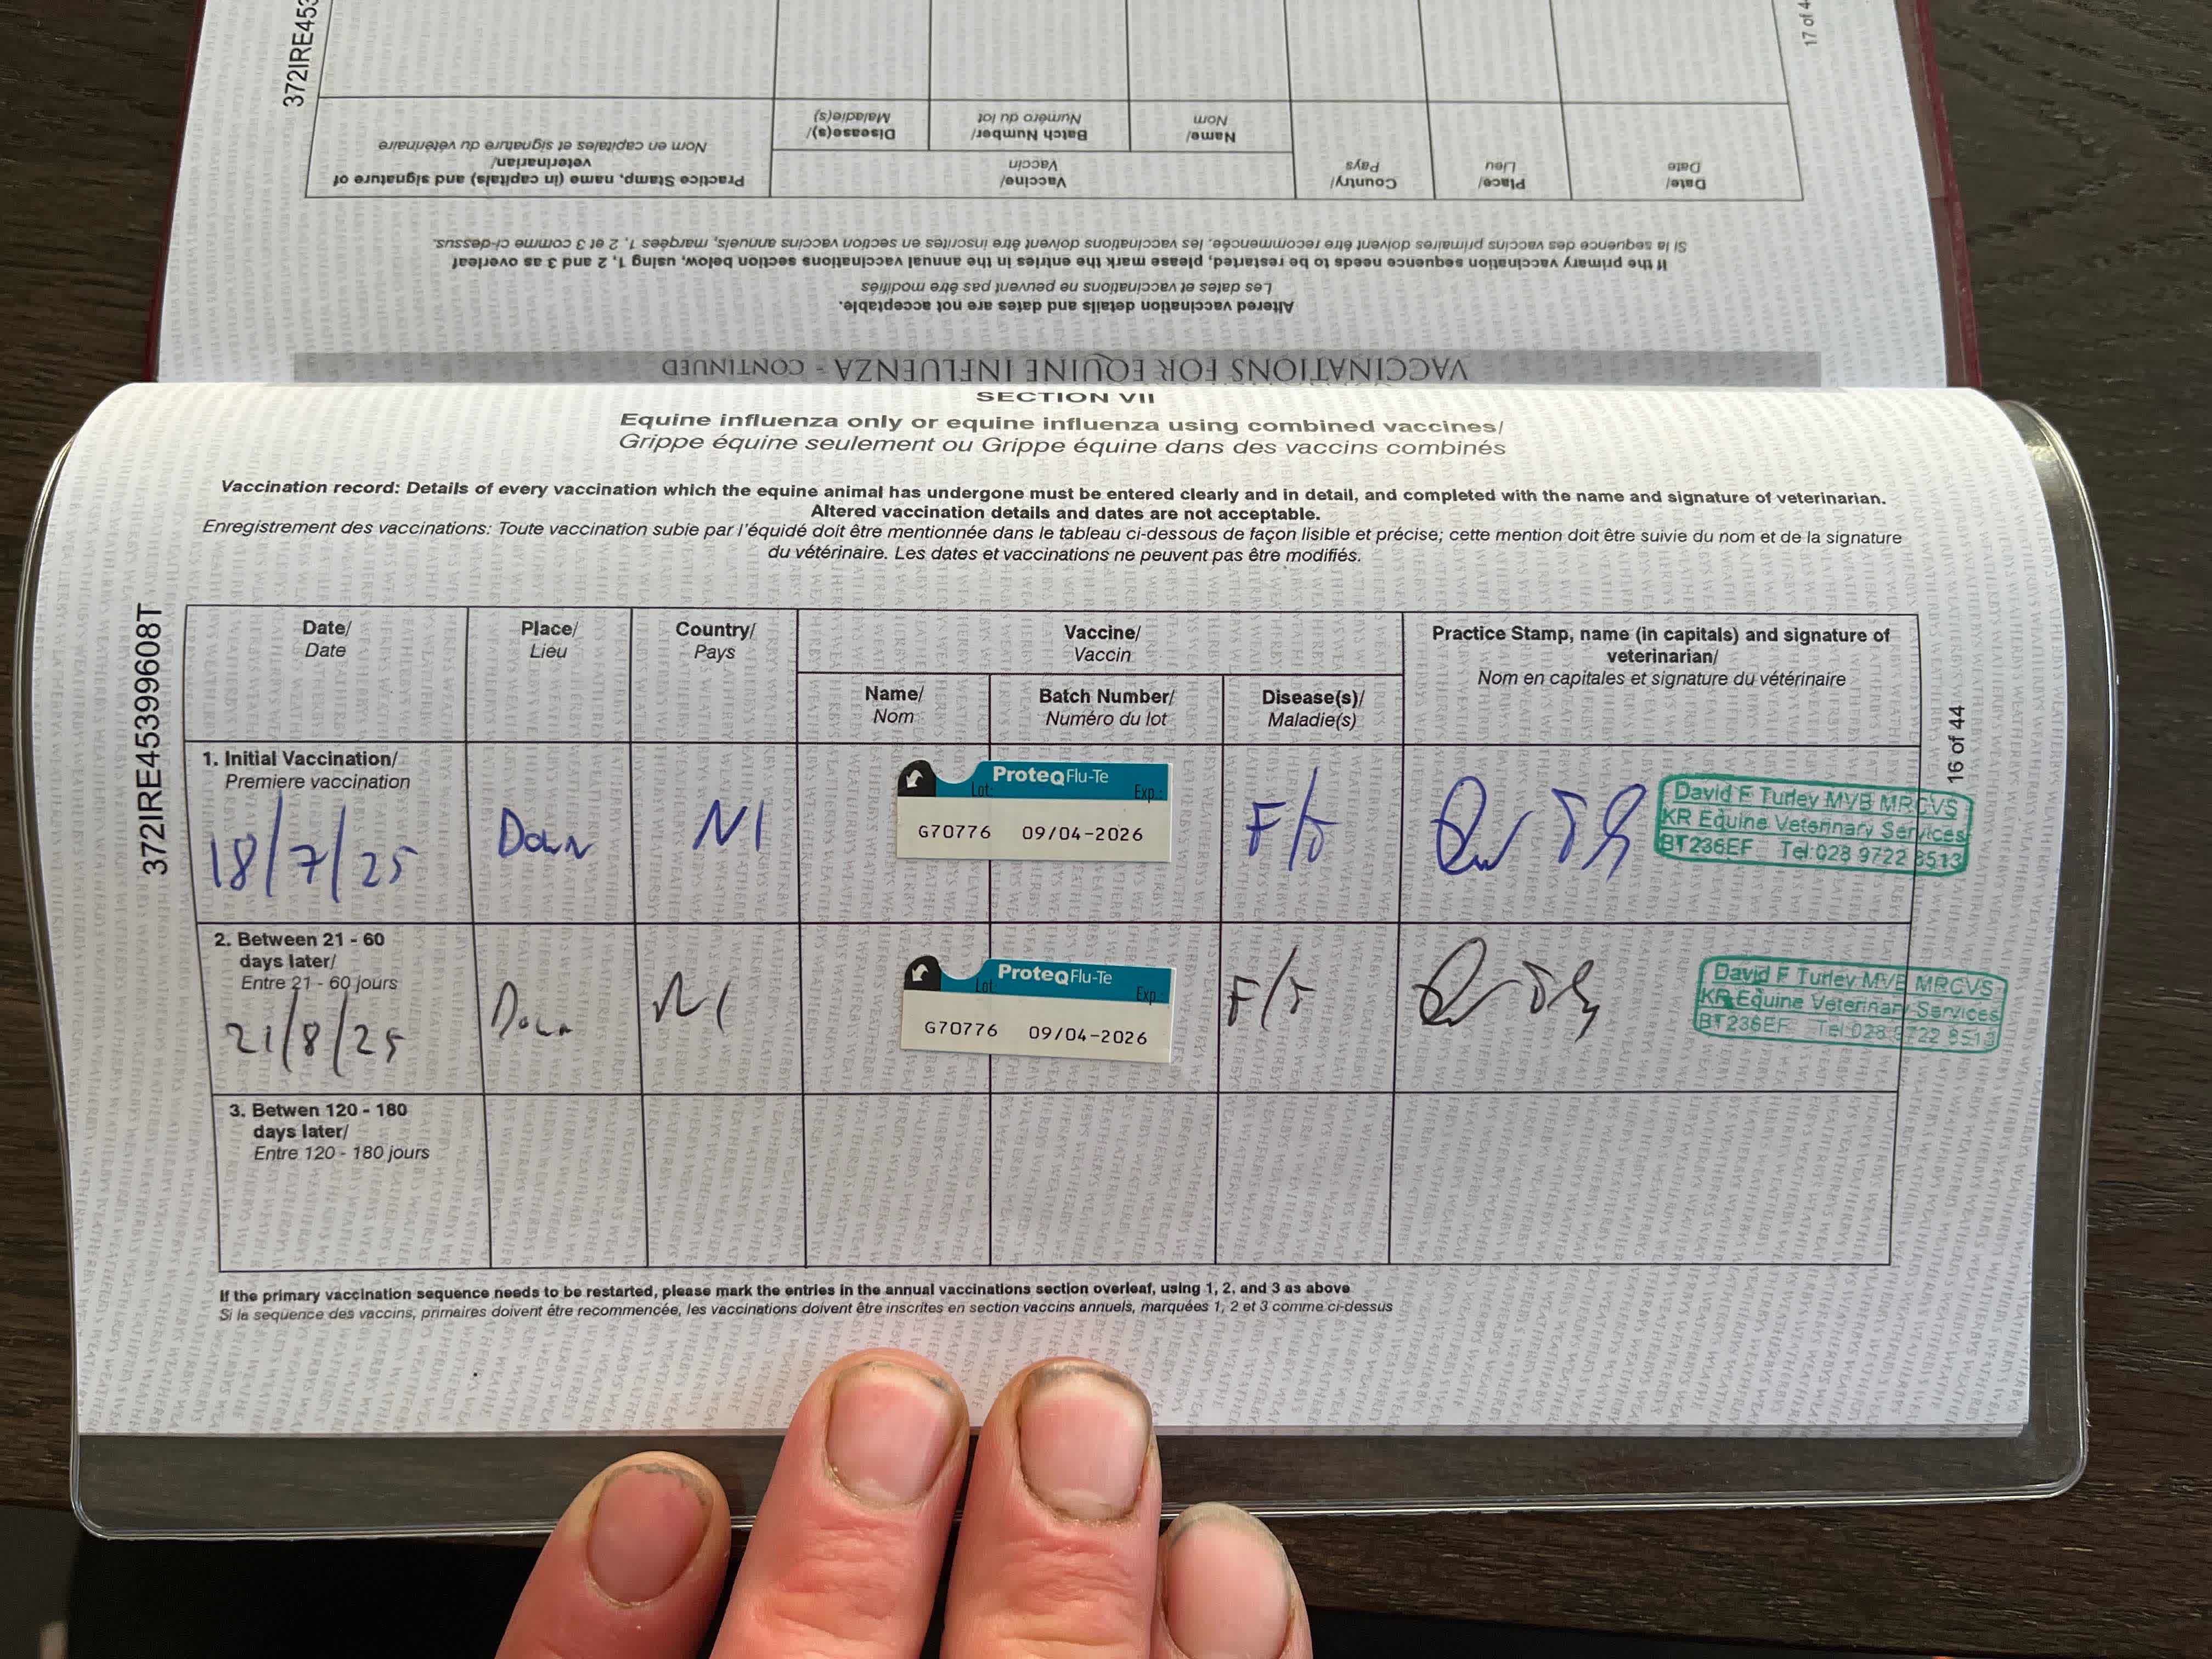 372IRE453
17 of 4
Date/
Date
Place/
Lieu
Country/
Pays
Vaccine/
Vaccin
Name/
Nom
Batch Number/
Numéro du lot
Disease(s)/
Maladie(s)
Practice Stamp, name (in capitals) and signature of
veterinarian/
Nom en capitales et signature du vétérinaire
If the primary vaccination sequence needs to be restarted, please mark the entries in the annual vaccinations section below, using 1, 2 and 3 as overleaf
Si la sequence des vaccins primaires doivent être recommencée, les vaccinations doivent être inscrites en section vaccins annuels, marquées 1, 2 et 3 comme ci-dessus.
Altered vaccination details and dates are not acceptable.
Les dates et vaccinations ne peuvent pas être modifiés
VACCINATIONS FOR EQUINE INFLUENZA - CONTINUED
SECTION VII
Equine influenza only or equine influenza using combined vaccines/
Grippe équine seulement ou Grippe équine dans des vaccins combinés
Vaccination record: Details of every vaccination which the equine animal has undergone must be entered clearly and in detail, and completed with the name and signature of veterinarian.
Altered vaccination details and dates are not acceptable.
Enregistrement des vaccinations: Toute vaccination subie par l'équidé doit être mentionnée dans le tableau ci-dessous de façon lisible et précise; cette mention doit être suivie du nom et de la signature
du vétérinaire. Les dates et vaccinations ne peuvent pas être modifiés.
372IRE45399608T
16 of 44
Date/
Date
Place/
Lieu
Country/
Pays
Vaccine/
Vaccin
Practice Stamp, name (in capitals) and signature of
veterinarian/
Nom en capitales et signature du vétérinaire
Name/
Nom
Batch Number/
Numéro du lot
Disease(s)/
Maladie(s)
1. Initial Vaccination/
Premiere vaccination
18/7/25
Down
NI
ProteqFlu-Te
Lot: Exp.:
G70776 09/04-2026
F/T
David F Turley MVB MRCVS
KR Equine Veterinary Services
BT236EF Tel:028 9722 8513
2. Between 21 - 60
days later/
Entre 21 - 60 jours
21/8/25
Down
NI
ProteqFlu-Te
Lot: Exp.:
G70776 09/04-2026
F/T
David F Turley MVB MRCVS
KR Equine Veterinary Services
BT236EF Tel:028 9722 8513
3. Betwen 120 - 180
days later/
Entre 120 - 180 jours
If the primary vaccination sequence needs to be restarted, please mark the entries in the annual vaccinations section overleaf, using 1, 2, and 3 as above
Si la sequence des vaccins, primaires doivent être recommencée, les vaccinations doivent être inscrites en section vaccins annuels, marquées 1, 2 et 3 comme ci-dessus